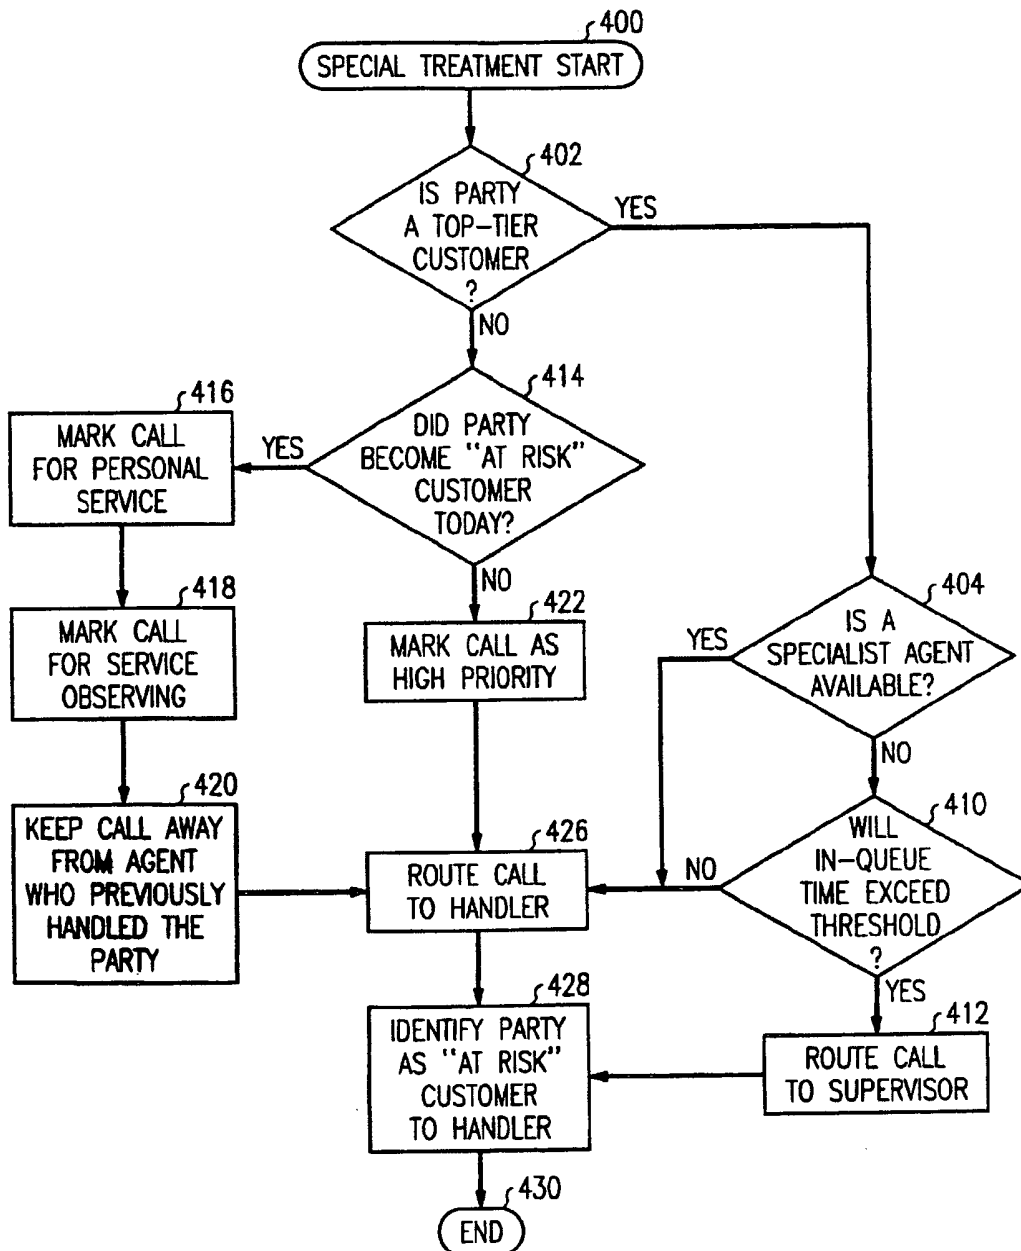 400
SPECIAL TREATMENT START
402
IS PARTY
A TOP-TIER
CUSTOMER
?
YES
NO
414
DID PARTY
BECOME "AT RISK"
CUSTOMER
TODAY?
YES
NO
416
MARK CALL
FOR PERSONAL
SERVICE
418
MARK CALL
FOR SERVICE
OBSERVING
420
KEEP CALL AWAY
FROM AGENT
WHO PREVIOUSLY
HANDLED THE
PARTY
422
MARK CALL AS
HIGH PRIORITY
404
IS A
SPECIALIST AGENT
AVAILABLE?
YES
NO
410
WILL
IN-QUEUE
TIME EXCEED
THRESHOLD
?
NO
YES
426
ROUTE CALL
TO HANDLER
412
ROUTE CALL
TO SUPERVISOR
428
IDENTIFY PARTY
AS "AT RISK"
CUSTOMER
TO HANDLER
430
END